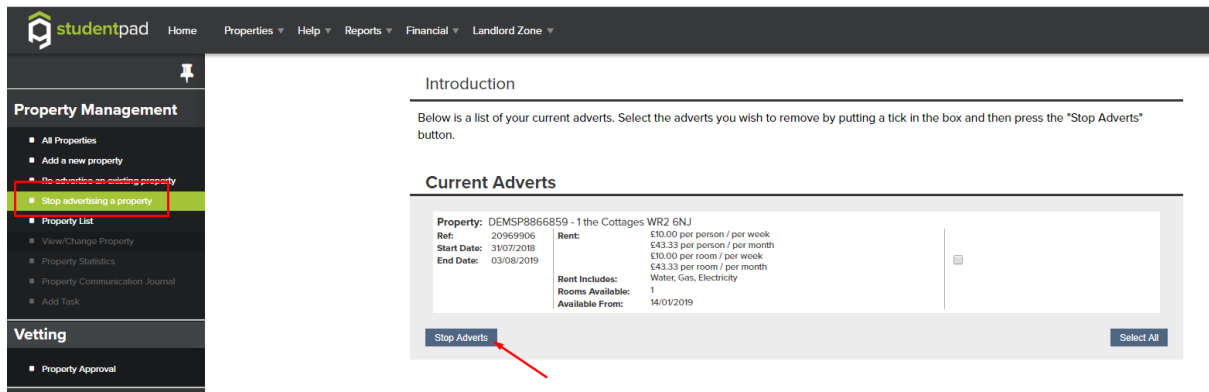 studentpad
Home
Properties
Help
Reports
Financial
Landlord Zone
Property Management
All Properties
Add a new property
Re-advertise an existing property
Stop advertising a property
Property List
View/Change Property
Property Statistics
Property Communication Journal
Add Task
Vetting
Property Approval
Introduction
Below is a list of your current adverts. Select the adverts you wish to remove by putting a tick in the box and then press the "Stop Adverts"
button.
Current Adverts
Property: DEMSP8866859 - 1 the Cottages WR2 6NJ
Ref: 20969906
Start Date: 31/07/2018
End Date: 03/08/2019
Rent: £10.00 per person / per week
£43.33 per person / per month
£10.00 per room / per week
£43.33 per room / per month
Rent Includes: Water, Gas, Electricity
Rooms Available: 1
Available From: 14/01/2019
Stop Adverts
Select All